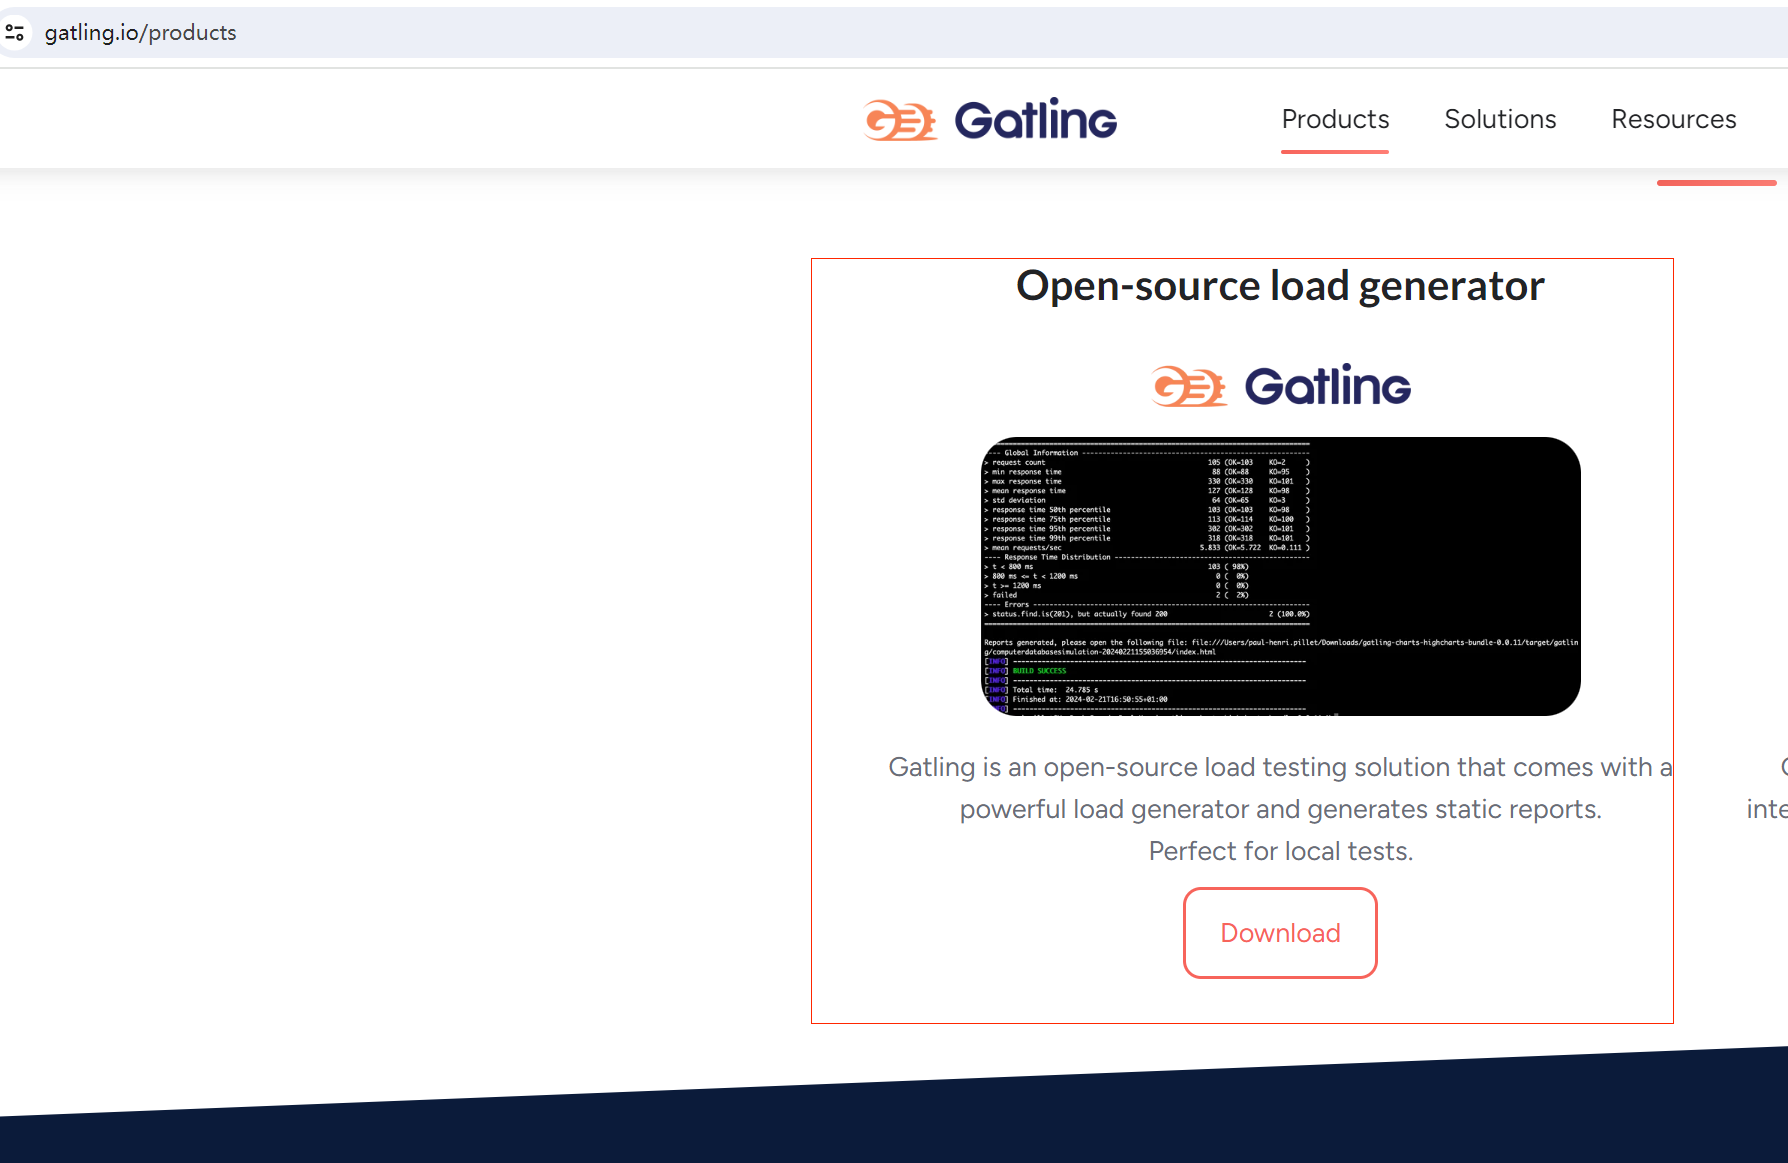 gatling.io/products
Gatling
Products
Solutions
Resources
Open-source load generator
Gatling
---- Global Information ----
> request count 105 (OK=103 KO=2 )
> min response time 88 (OK=88 KO=95 )
> max response time 330 (OK=330 KO=101 )
> mean response time 127 (OK=128 KO=98 )
> std deviation 64 (OK=65 KO=3 )
> response time 50th percentile 103 (OK=103 KO=98 )
> response time 75th percentile 113 (OK=114 KO=100 )
> response time 95th percentile 302 (OK=302 KO=101 )
> response time 99th percentile 318 (OK=318 KO=101 )
> mean requests/sec 5.833 (OK=5.722 KO=0.111 )
---- Response Time Distribution ----
> t < 800 ms 103 ( 98%)
> 800 ms <= t < 1200 ms 0 ( 0%)
> t >= 1200 ms 0 ( 0%)
> failed 2 ( 2%)
---- Errors ----
> status.find.is(201), but actually found 200 2 (100.0%)
Reports generated, please open the following file: file:///Users/paul-henri.pillet/Downloads/gatling-charts-highcharts-bundle-0.0.11/target/gatlin
g/computerdatabasesimulation-20240221155036954/index.html
[INFO] ----
[INFO] BUILD SUCCESS
[INFO] ----
[INFO] Total time: 24.785 s
[INFO] Finished at: 2024-02-21T16:50:55+01:00
[INFO] ----
Gatling is an open-source load testing solution that comes with a
powerful load generator and generates static reports.
Perfect for local tests.
inte
Download